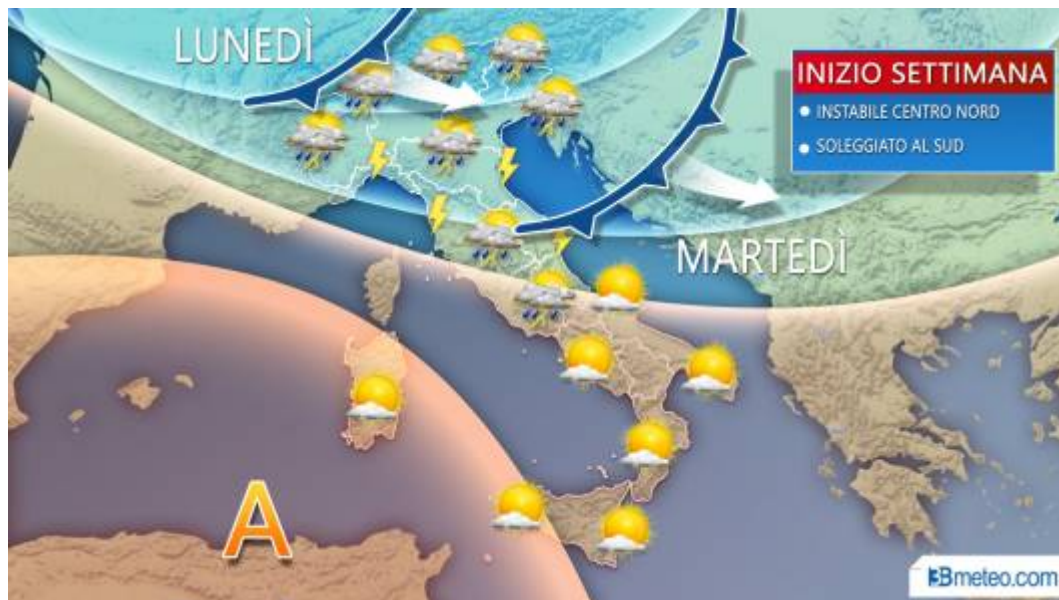 LUNEDÌ
INIZIO SETTIMANA
INSTABILE CENTRO NORD
SOLEGGIATO AL SUD
MARTEDÌ
A
3Bmeteo.com